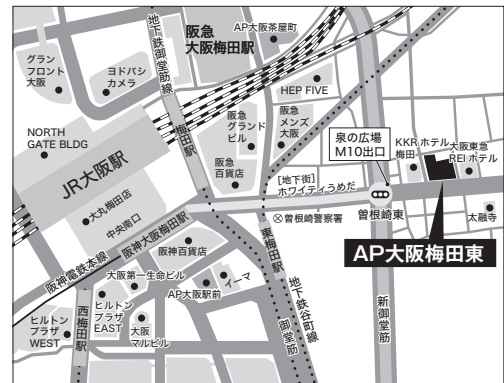 阪急
大阪梅田駅
AP大阪茶屋町
グラン
フロント
大阪
ヨドバシ
カメラ
地下鉄御堂筋線
梅田駅
HEP FIVE
阪急
グランド
ビル
阪急
メンズ
大阪
泉の広場
M10出口
KKRホテル
梅田
大阪東急
REIホテル
NORTH
GATE BLDG
JR大阪駅
阪急
百貨店
[地下街]
ホワイティうめだ
大丸梅田店
中央南口
曽根崎警察署
曽根崎東
太融寺
阪神大阪梅田駅
阪神電鉄本線
阪神百貨店
東梅田駅
AP大阪梅田東
大阪第一生命ビル
イーマ
AP大阪駅前
ヒルトン
プラザ
EAST
大阪
マルビル
ヒルトン
プラザ
WEST
西梅田駅
御堂筋
地下鉄谷町線
新御堂筋